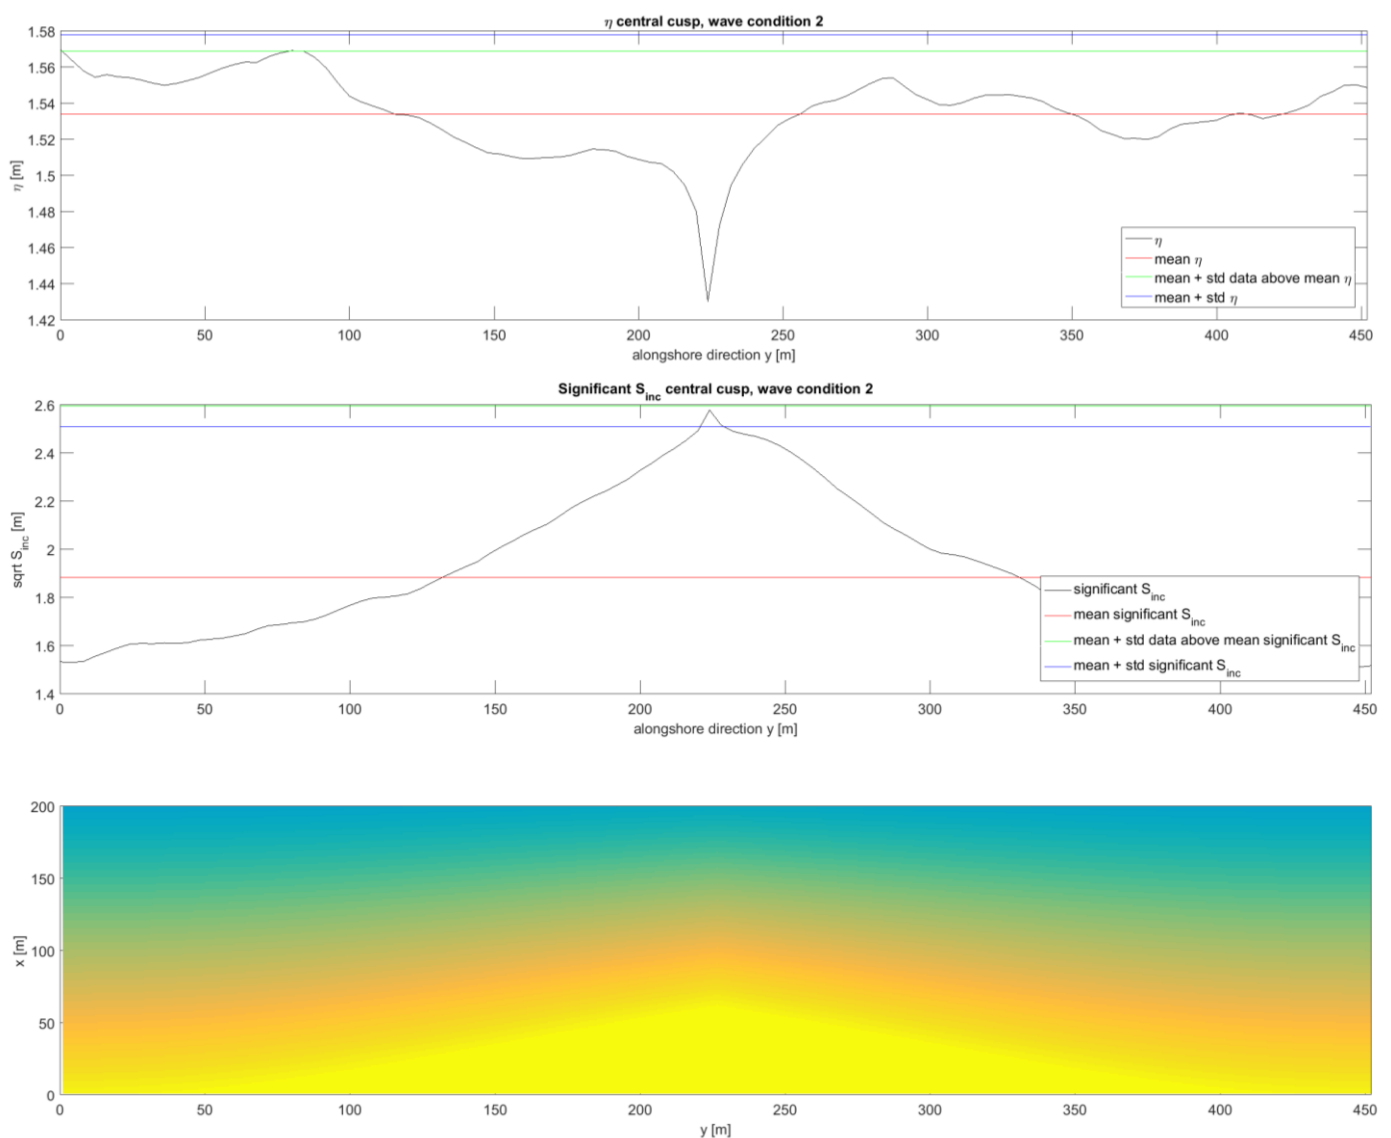 η central cusp, wave condition 2
1.58
1.56
1.54
1.52
1.5
1.48
1.46
1.44
1.42
η [m]
0 50 100 150 200 250 300 350 400 450
alongshore direction y [m]
η
mean η
mean + std data above mean η
mean + std η
Significant S_inc central cusp, wave condition 2
2.6
2.4
2.2
2
1.8
1.6
1.4
sqrt S_inc [m]
0 50 100 150 200 250 300 350 400 450
alongshore direction y [m]
significant S_inc
mean significant S_inc
mean + std data above mean significant S_inc
mean + std significant S_inc
200
150
100
50
0
x [m]
0 50 100 150 200 250 300 350 400 450
y [m]